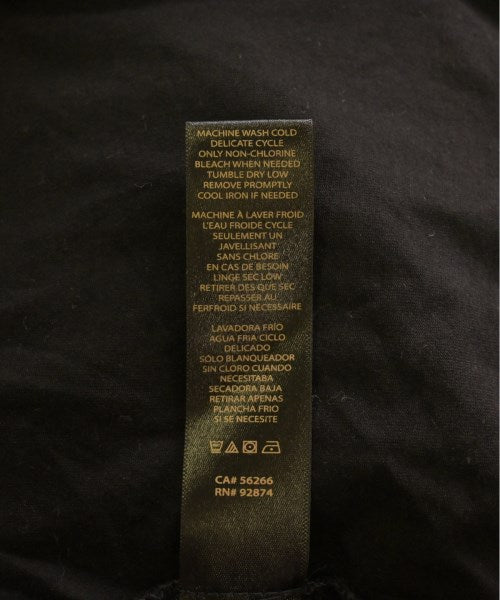 MACHINE WASH COLD
DELICATE CYCLE
ONLY NON-CHLORINE
BLEACH WHEN NEEDED
TUMBLE DRY LOW
REMOVE PROMPTLY
COOL IRON IF NEEDED
MACHINE À LAVER FROID
L'EAU FROIDE CYCLE
SEULEMENT UN
JAVELLISANT
SANS CHLORE
EN CAS DE BESOIN
LINGE SEC LOW
RETIRER DES QUE SEC
REPASSER AU
FERFROID SI NÉCESSAIRE
LAVADORA FRÍO
AGUA FRIA CICLO
DELICADO
SÓLO BLANQUEADOR
SIN CLORO CUANDO
NECESITABA
SECADORA BAJA
RETIRAR APENAS
PLANCHA FRIO
SI SE NECESITE
CA# 56266
RN# 92874